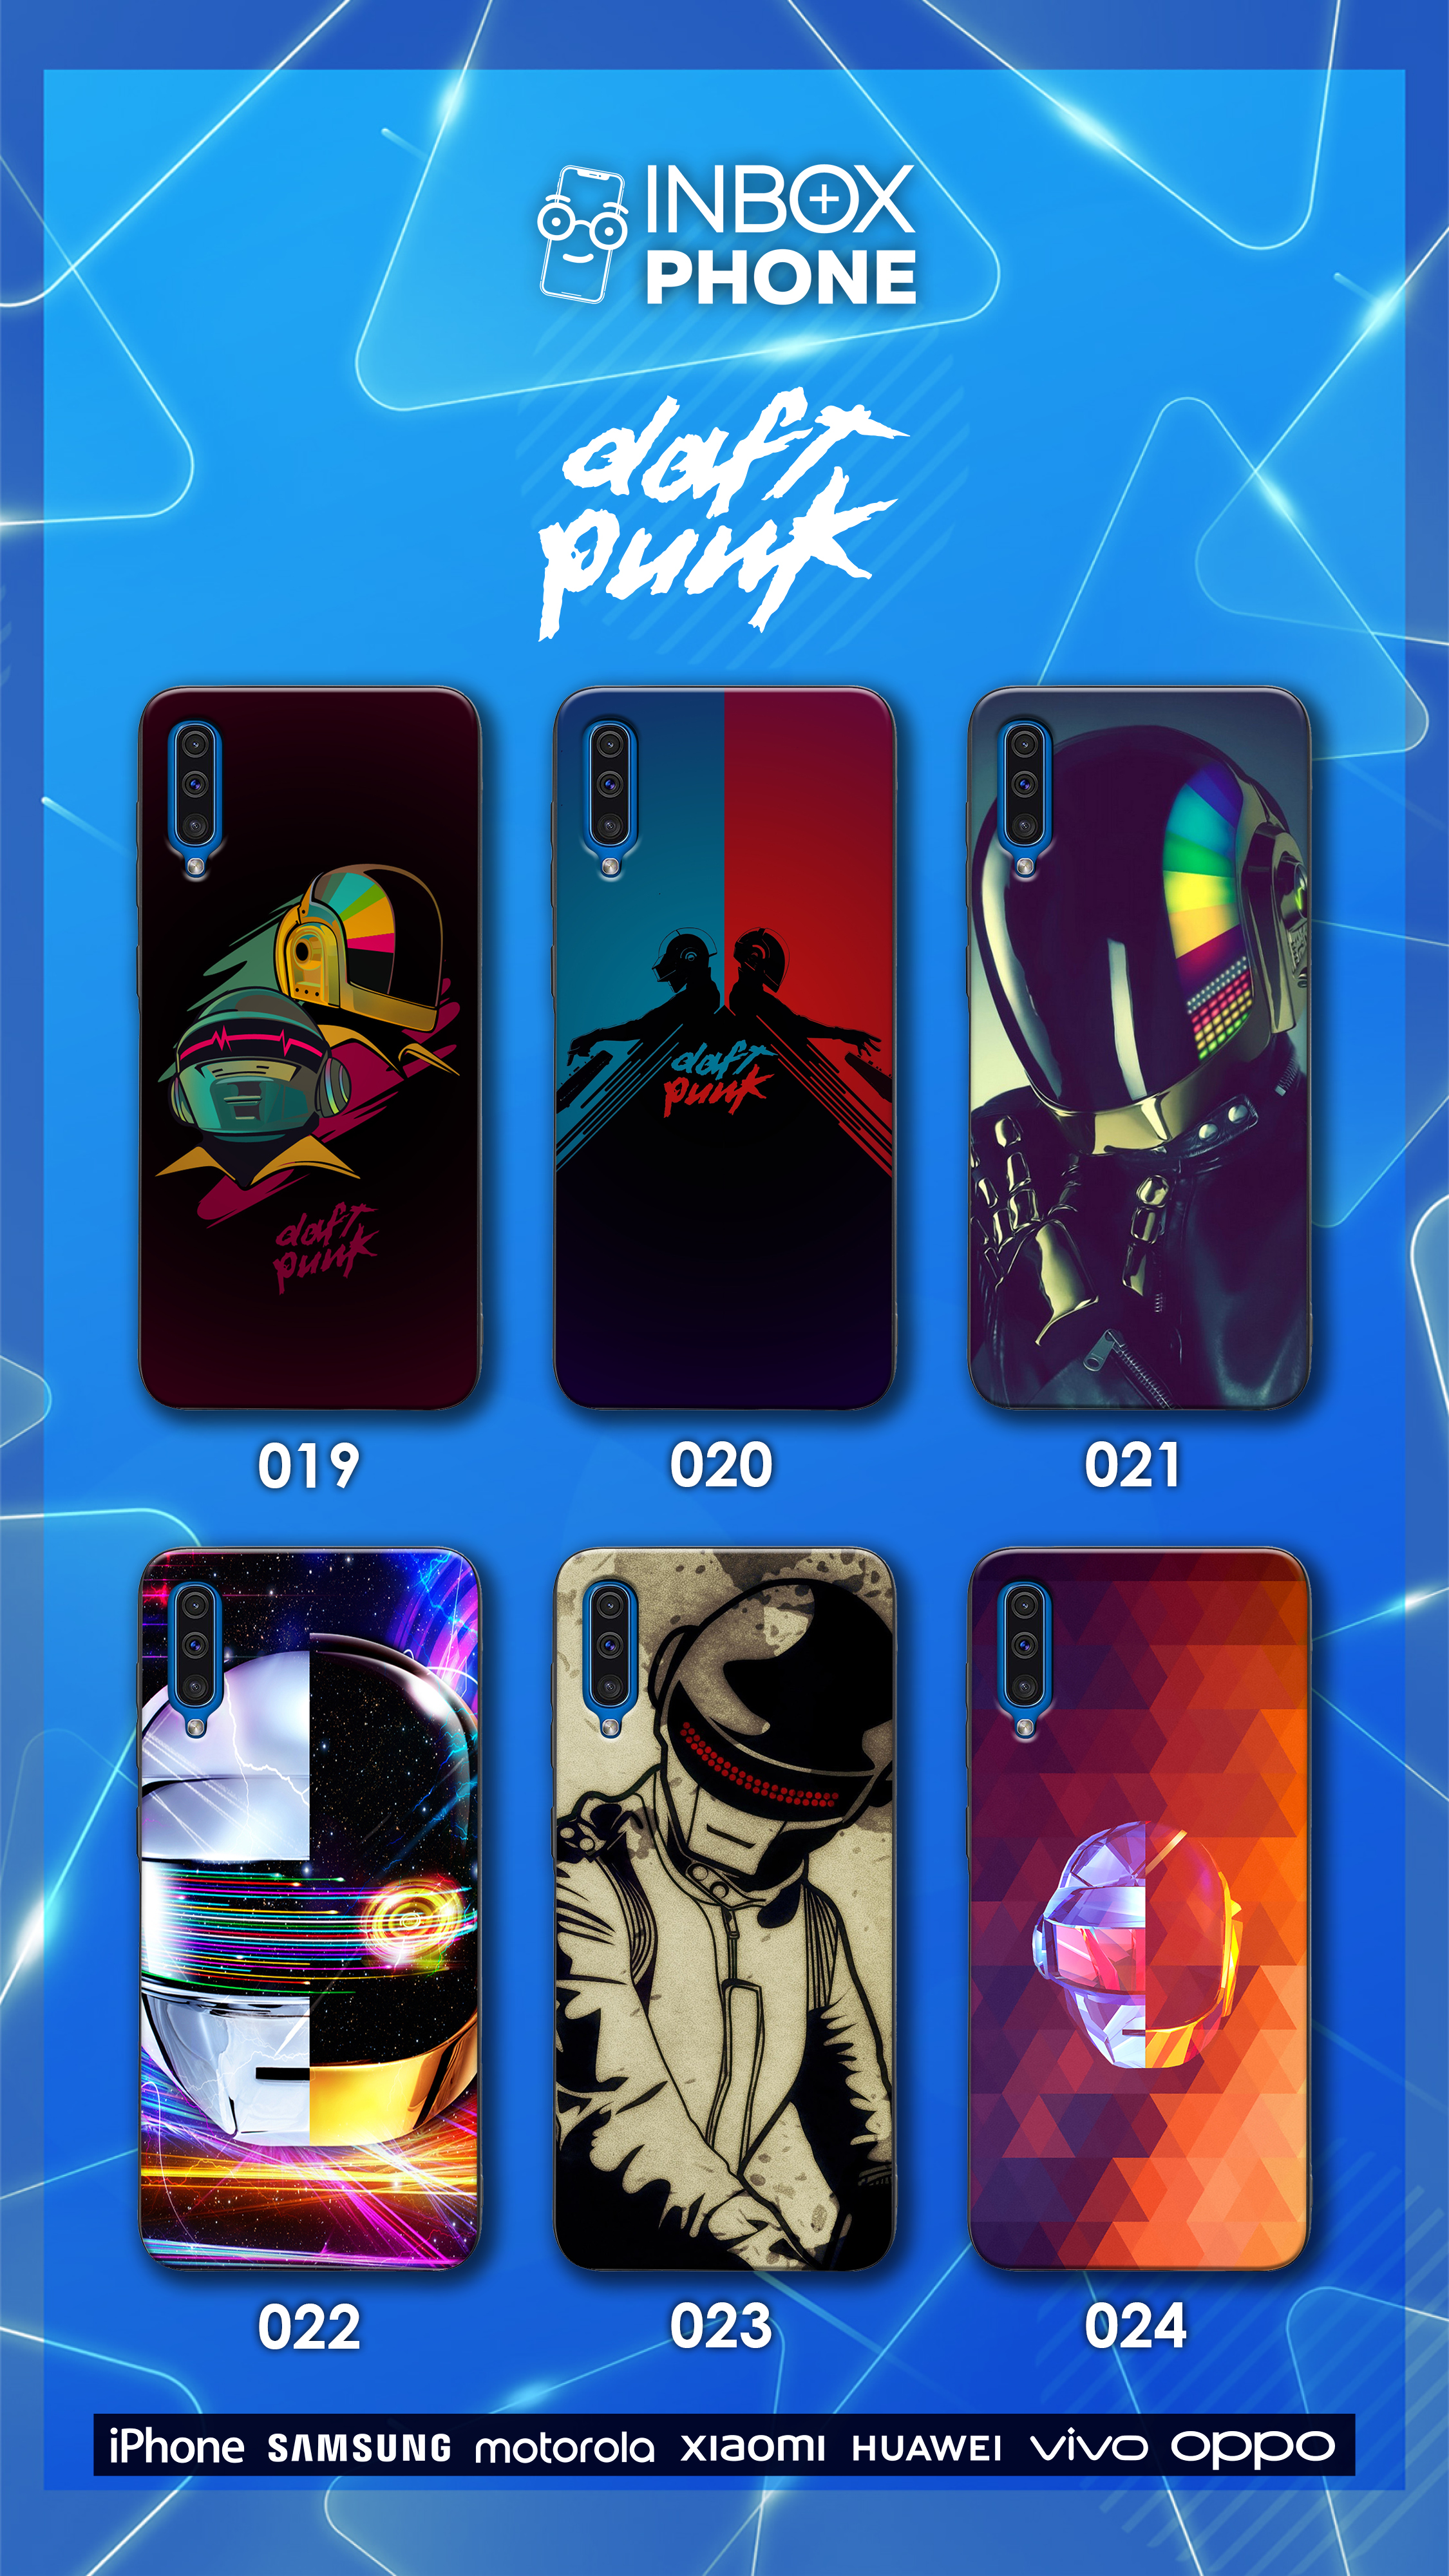 INBOX
PHONE
daft
punk
daft
punk
daft
punk
019
020
021
022
023
024
iPhone SAMSUNG motorola xiaomi HUAWEI vivo oppo